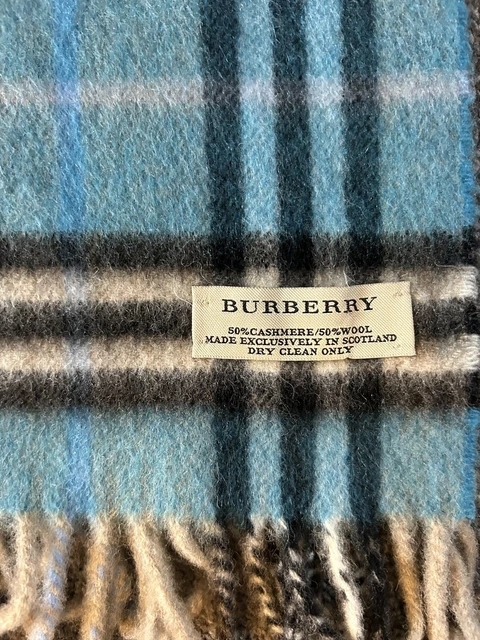 BURBERRY
50%CASHMERE/50%WOOL
MADE EXCLUSIVELY IN SCOTLAND
DRY CLEAN ONLY